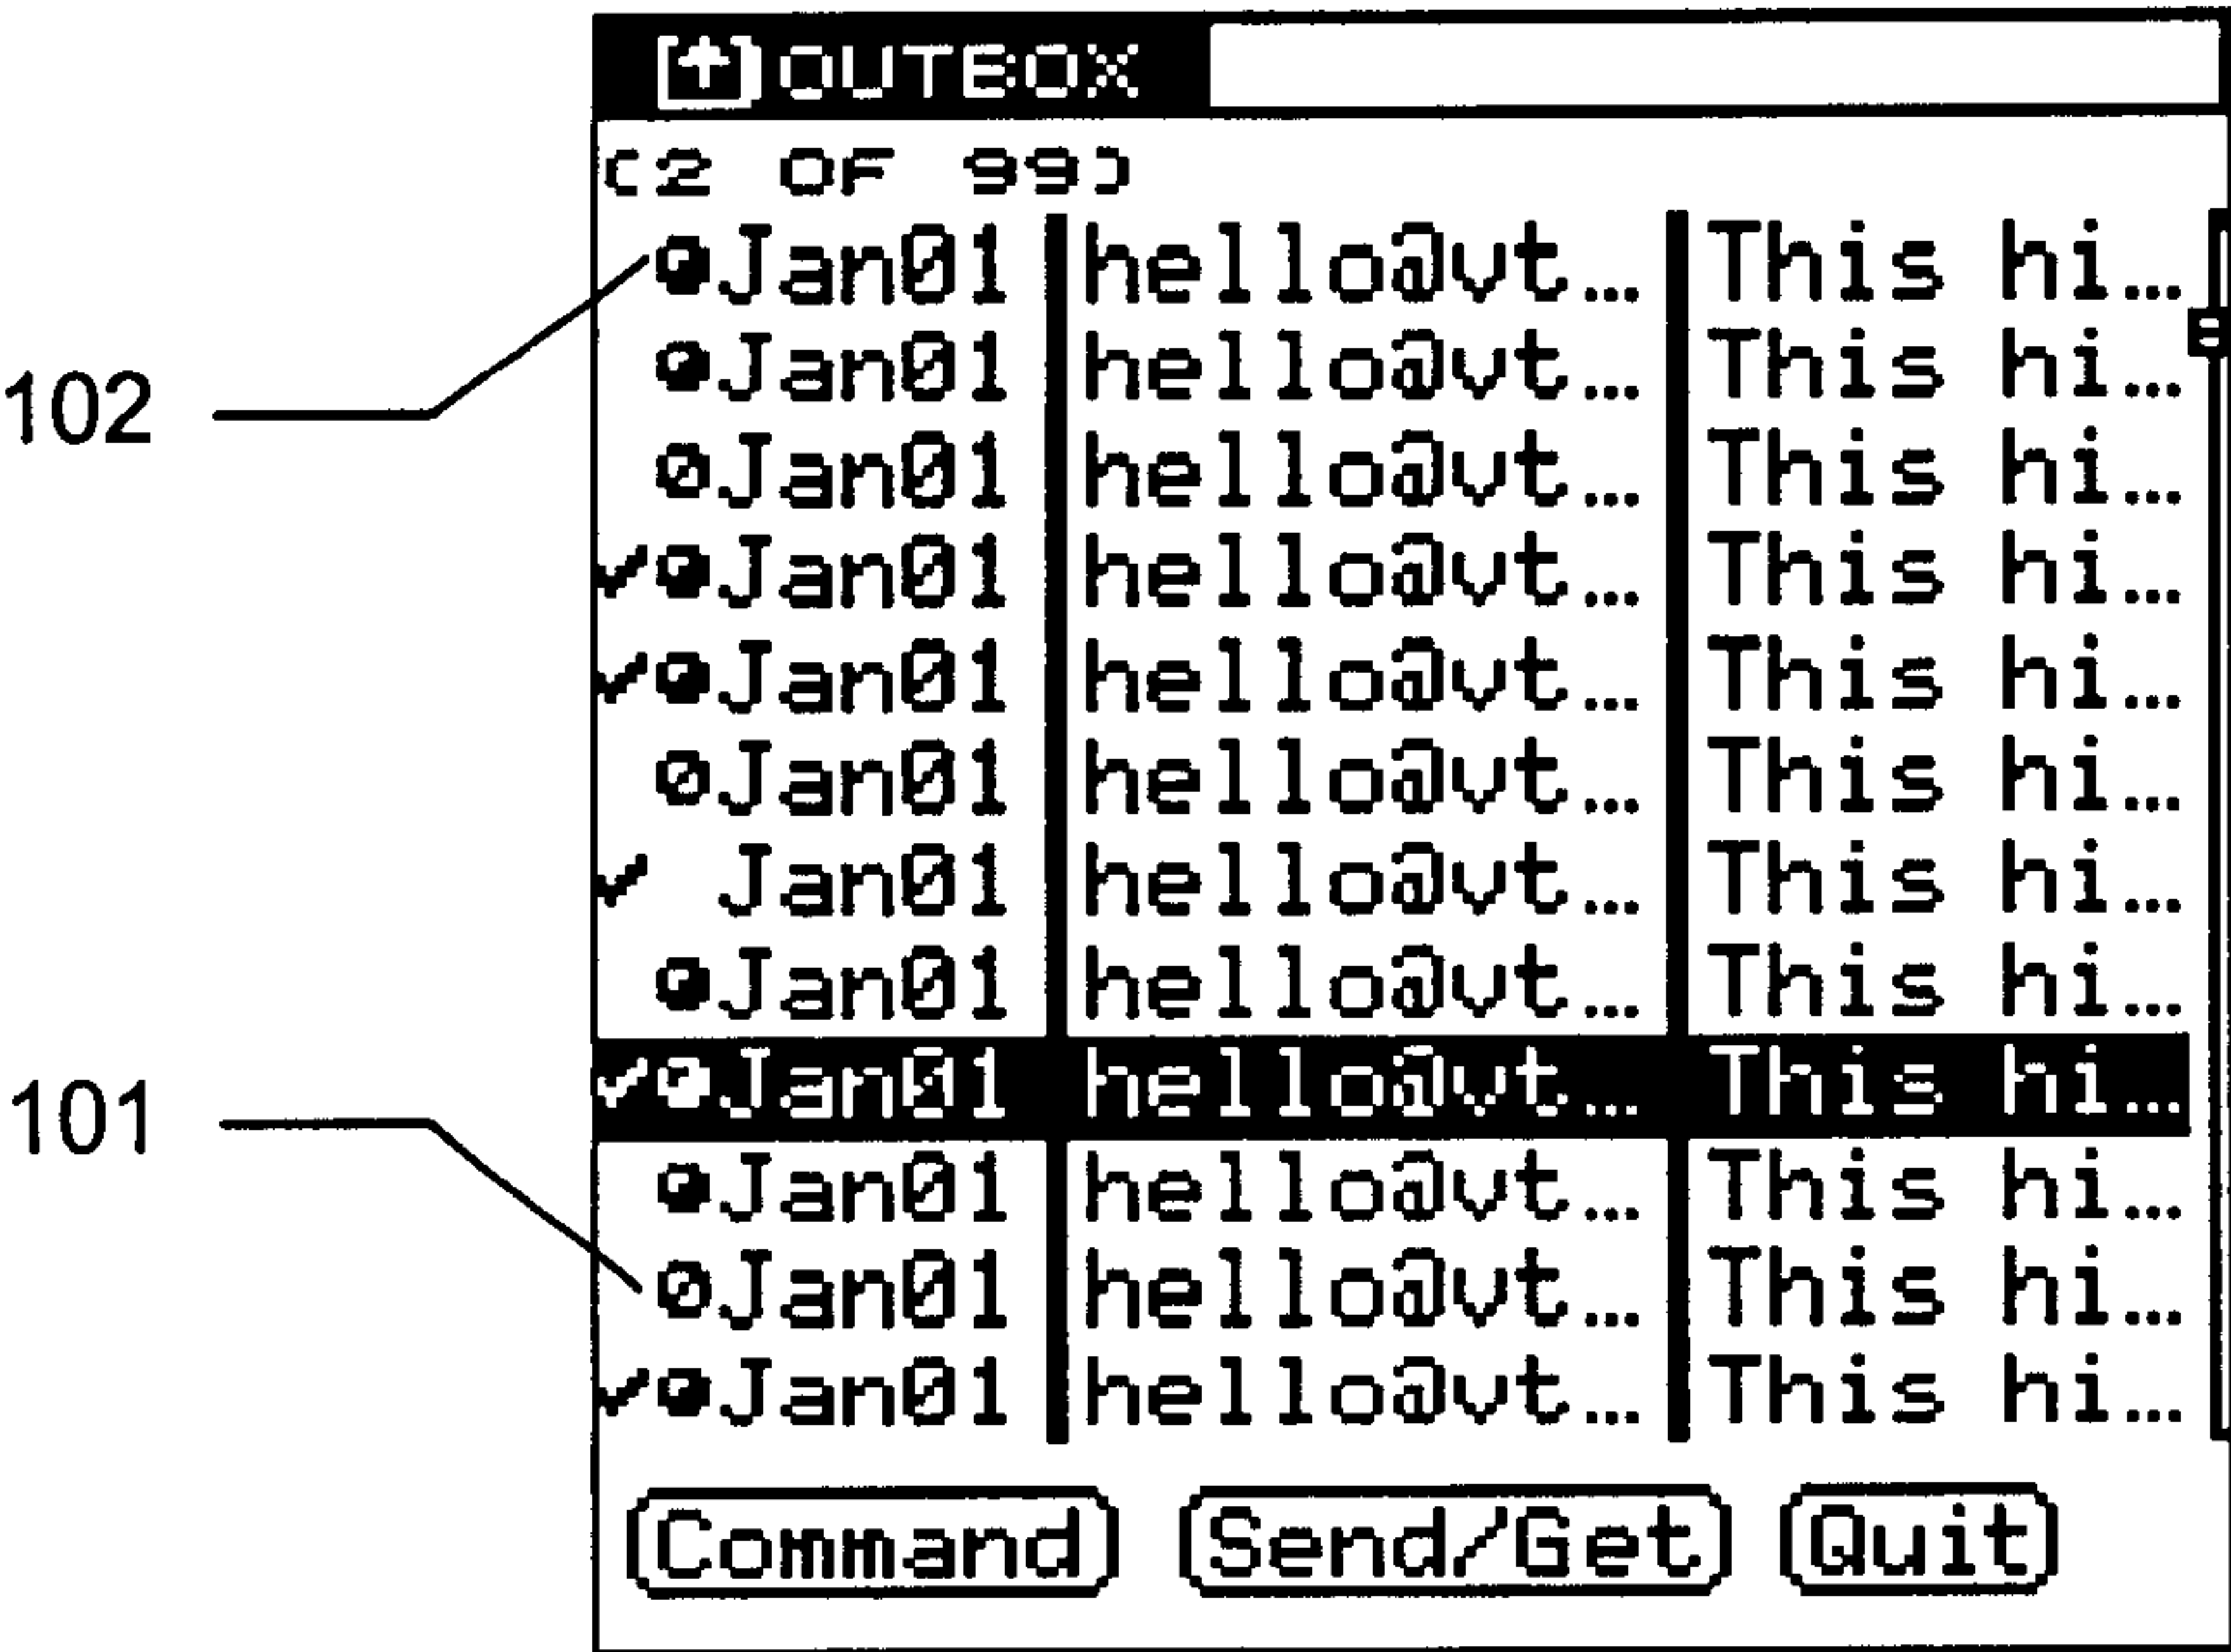 OUTBOX
(2 OF 99)
Jan01 hello@vt… This hi…
Jan01 hello@vt… This hi…
102
Jan01 hello@vt… This hi…
✓ Jan01 hello@vt… This hi…
✓ Jan01 hello@vt… This hi…
Jan01 hello@vt… This hi…
✓ Jan01 hello@vt… This hi…
Jan01 hello@vt… This hi…
✓ Jan01 hello@vt… This hi…
101
Jan01 hello@vt… This hi…
Jan01 hello@vt… This hi…
✓ Jan01 hello@vt… This hi…
Command Send/Get Quit